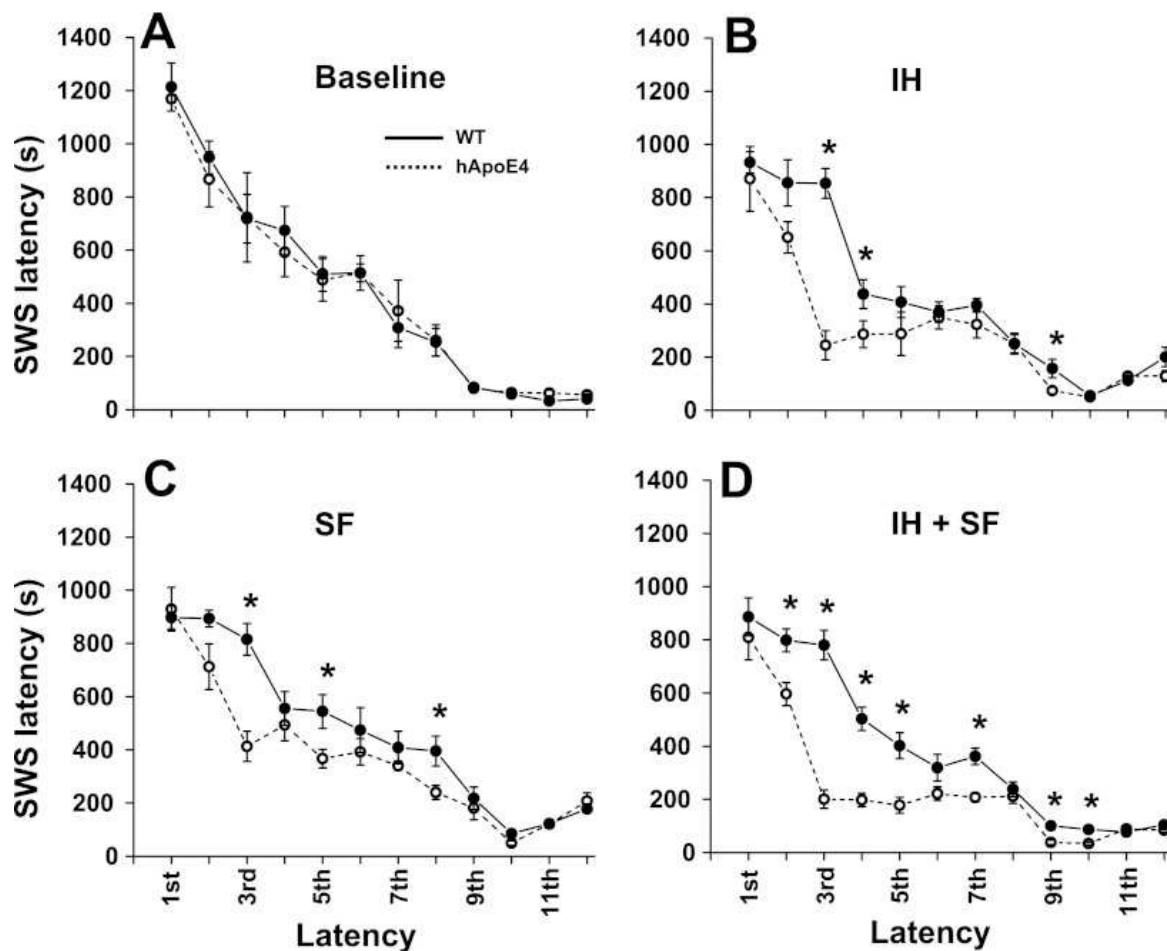 A
B
Baseline
IH
WT
hApoE4
SWS latency (s)
1400
1200
1000
800
600
400
200
0
1400
1200
1000
800
600
400
200
0
*
*
*
C
D
SF
IH + SF
SWS latency (s)
1400
1200
1000
800
600
400
200
0
1400
1200
1000
800
600
400
200
0
*
*
*
*
*
*
*
*
*
*
1st
3rd
5th
7th
9th
11th
1st
3rd
5th
7th
9th
11th
Latency
Latency